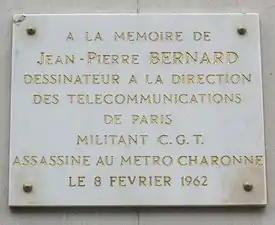 A LA MEMOIRE DE
JEAN-PIERRE BERNARD
DESSINATEUR A LA DIRECTION
DES TELECOMMUNICATIONS
DE PARIS
MILITANT C.G.T.
ASSASSINE AU METRO CHARONNE
LE 8 FEVRIER 1962